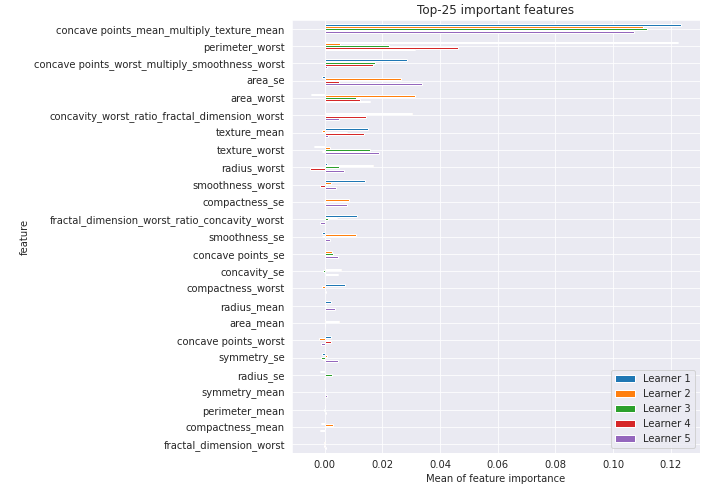 Top-25 important features
concave points_mean_multiply_texture_mean
perimeter_worst
concave points_worst_multiply_smoothness_worst
area_se
area_worst
concavity_worst_ratio_fractal_dimension_worst
texture_mean
texture_worst
radius_worst
smoothness_worst
compactness_se
fractal_dimension_worst_ratio_concavity_worst
smoothness_se
concave points_se
concavity_se
compactness_worst
radius_mean
area_mean
concave points_worst
symmetry_se
radius_se
symmetry_mean
perimeter_mean
compactness_mean
fractal_dimension_worst
feature
Learner 1
Learner 2
Learner 3
Learner 4
Learner 5
0.00 0.02 0.04 0.06 0.08 0.10 0.12
Mean of feature importance